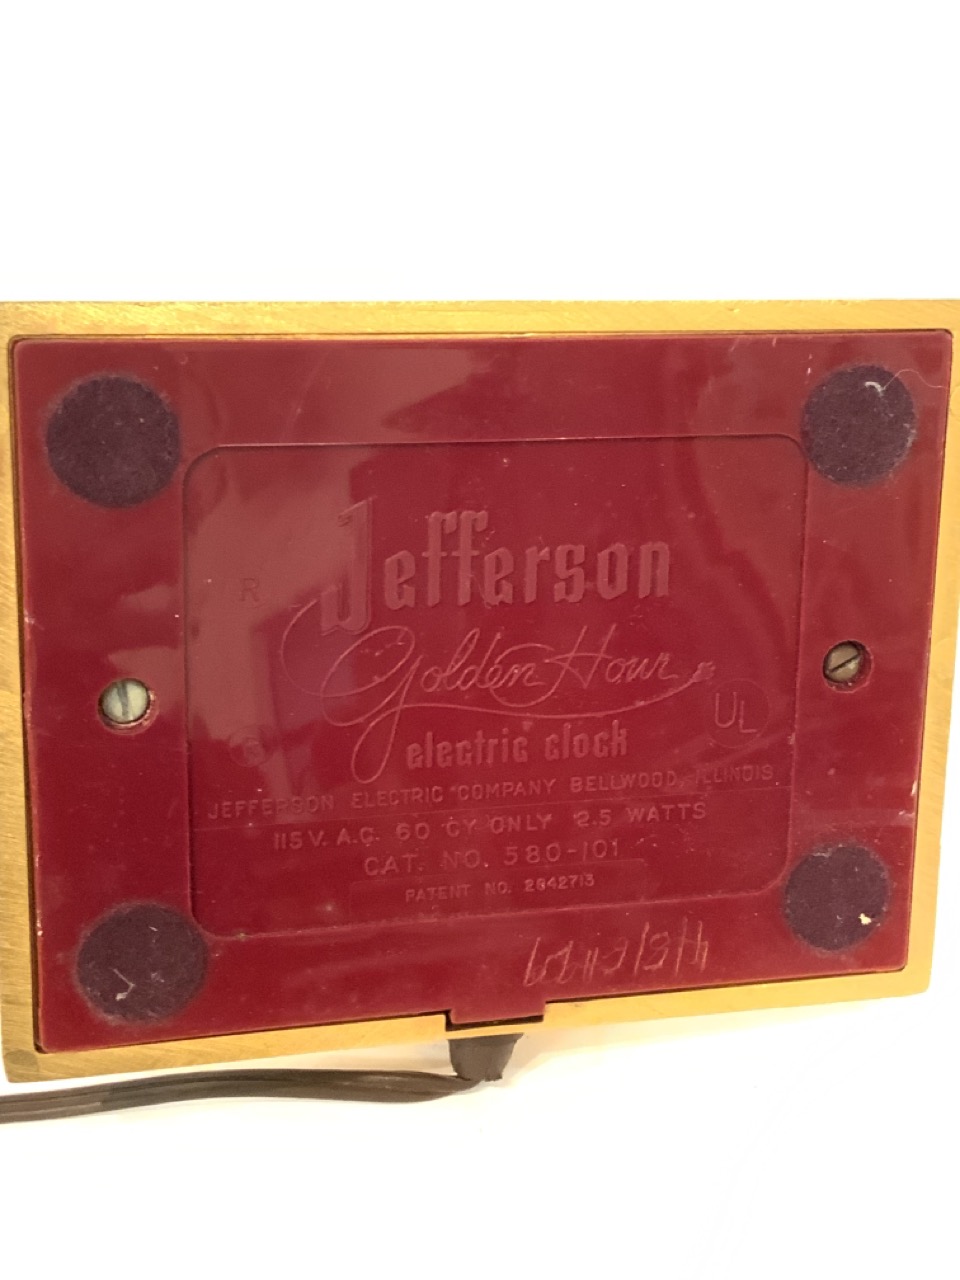 R Jefferson
Golden Hour
UL
electric clock
JEFFERSON ELECTRIC COMPANY BELLWOOD, ILLINOIS
115 V. A.C. 60 CY ONLY 2.5 WATTS
CAT. NO. 580-101
PATENT NO. 2642713